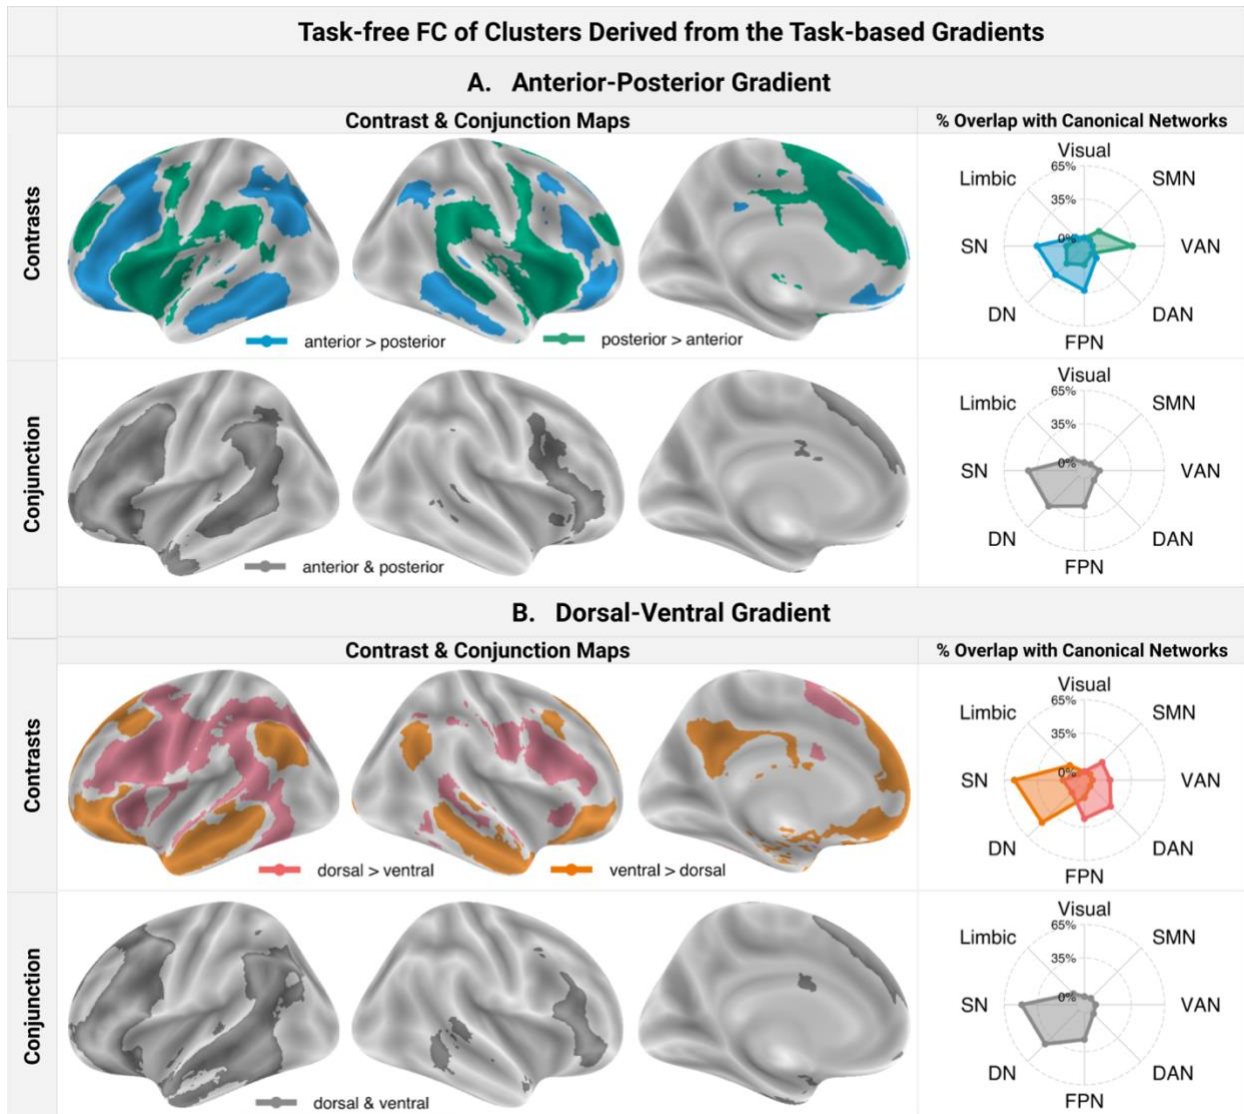 Task-free FC of Clusters Derived from the Task-based Gradients
A. Anterior-Posterior Gradient
Contrast & Conjunction Maps
% Overlap with Canonical Networks
Contrasts
anterior > posterior
posterior > anterior
Visual
65%
Limbic
SMN
35%
0%
SN
VAN
DN
DAN
FPN
Conjunction
anterior & posterior
Visual
65%
Limbic
SMN
35%
0%
SN
VAN
DN
DAN
FPN
B. Dorsal-Ventral Gradient
Contrast & Conjunction Maps
% Overlap with Canonical Networks
Contrasts
dorsal > ventral
ventral > dorsal
Visual
65%
Limbic
SMN
35%
0%
SN
VAN
DN
DAN
FPN
Conjunction
dorsal & ventral
Visual
65%
Limbic
SMN
35%
0%
SN
VAN
DN
DAN
FPN